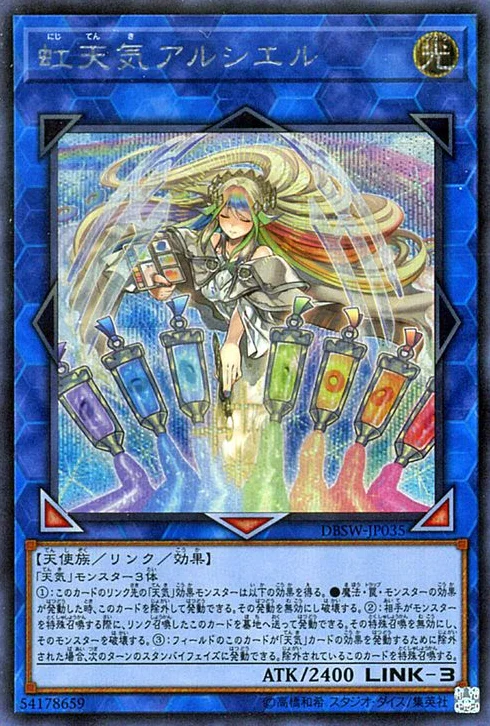 にじ てん き
虹天気アルシエル
光
DBSW-JP035
【天使族／リンク／効果】
「天気」モンスター３体
①：このカードのリンク先の「天気」効果モンスターは以下の効果を得る。●魔法・罠・モンスターの効果
が発動した時、このカードを除外して発動できる。その発動を無効にし破壊する。②：相手がモンスター
を特殊召喚する際に、リンク召喚したこのカードを墓地へ送って発動できる。その特殊召喚を無効にし、
そのモンスターを破壊する。③：フィールドのこのカードが「天気」カードの効果を発動するために除外
された場合、次のターンのスタンバイフェイズに発動できる。除外されているこのカードを特殊召喚する。
ATK/2400 LINK-3
54178659 ©高橋和希 スタジオ・ダイス/集英社